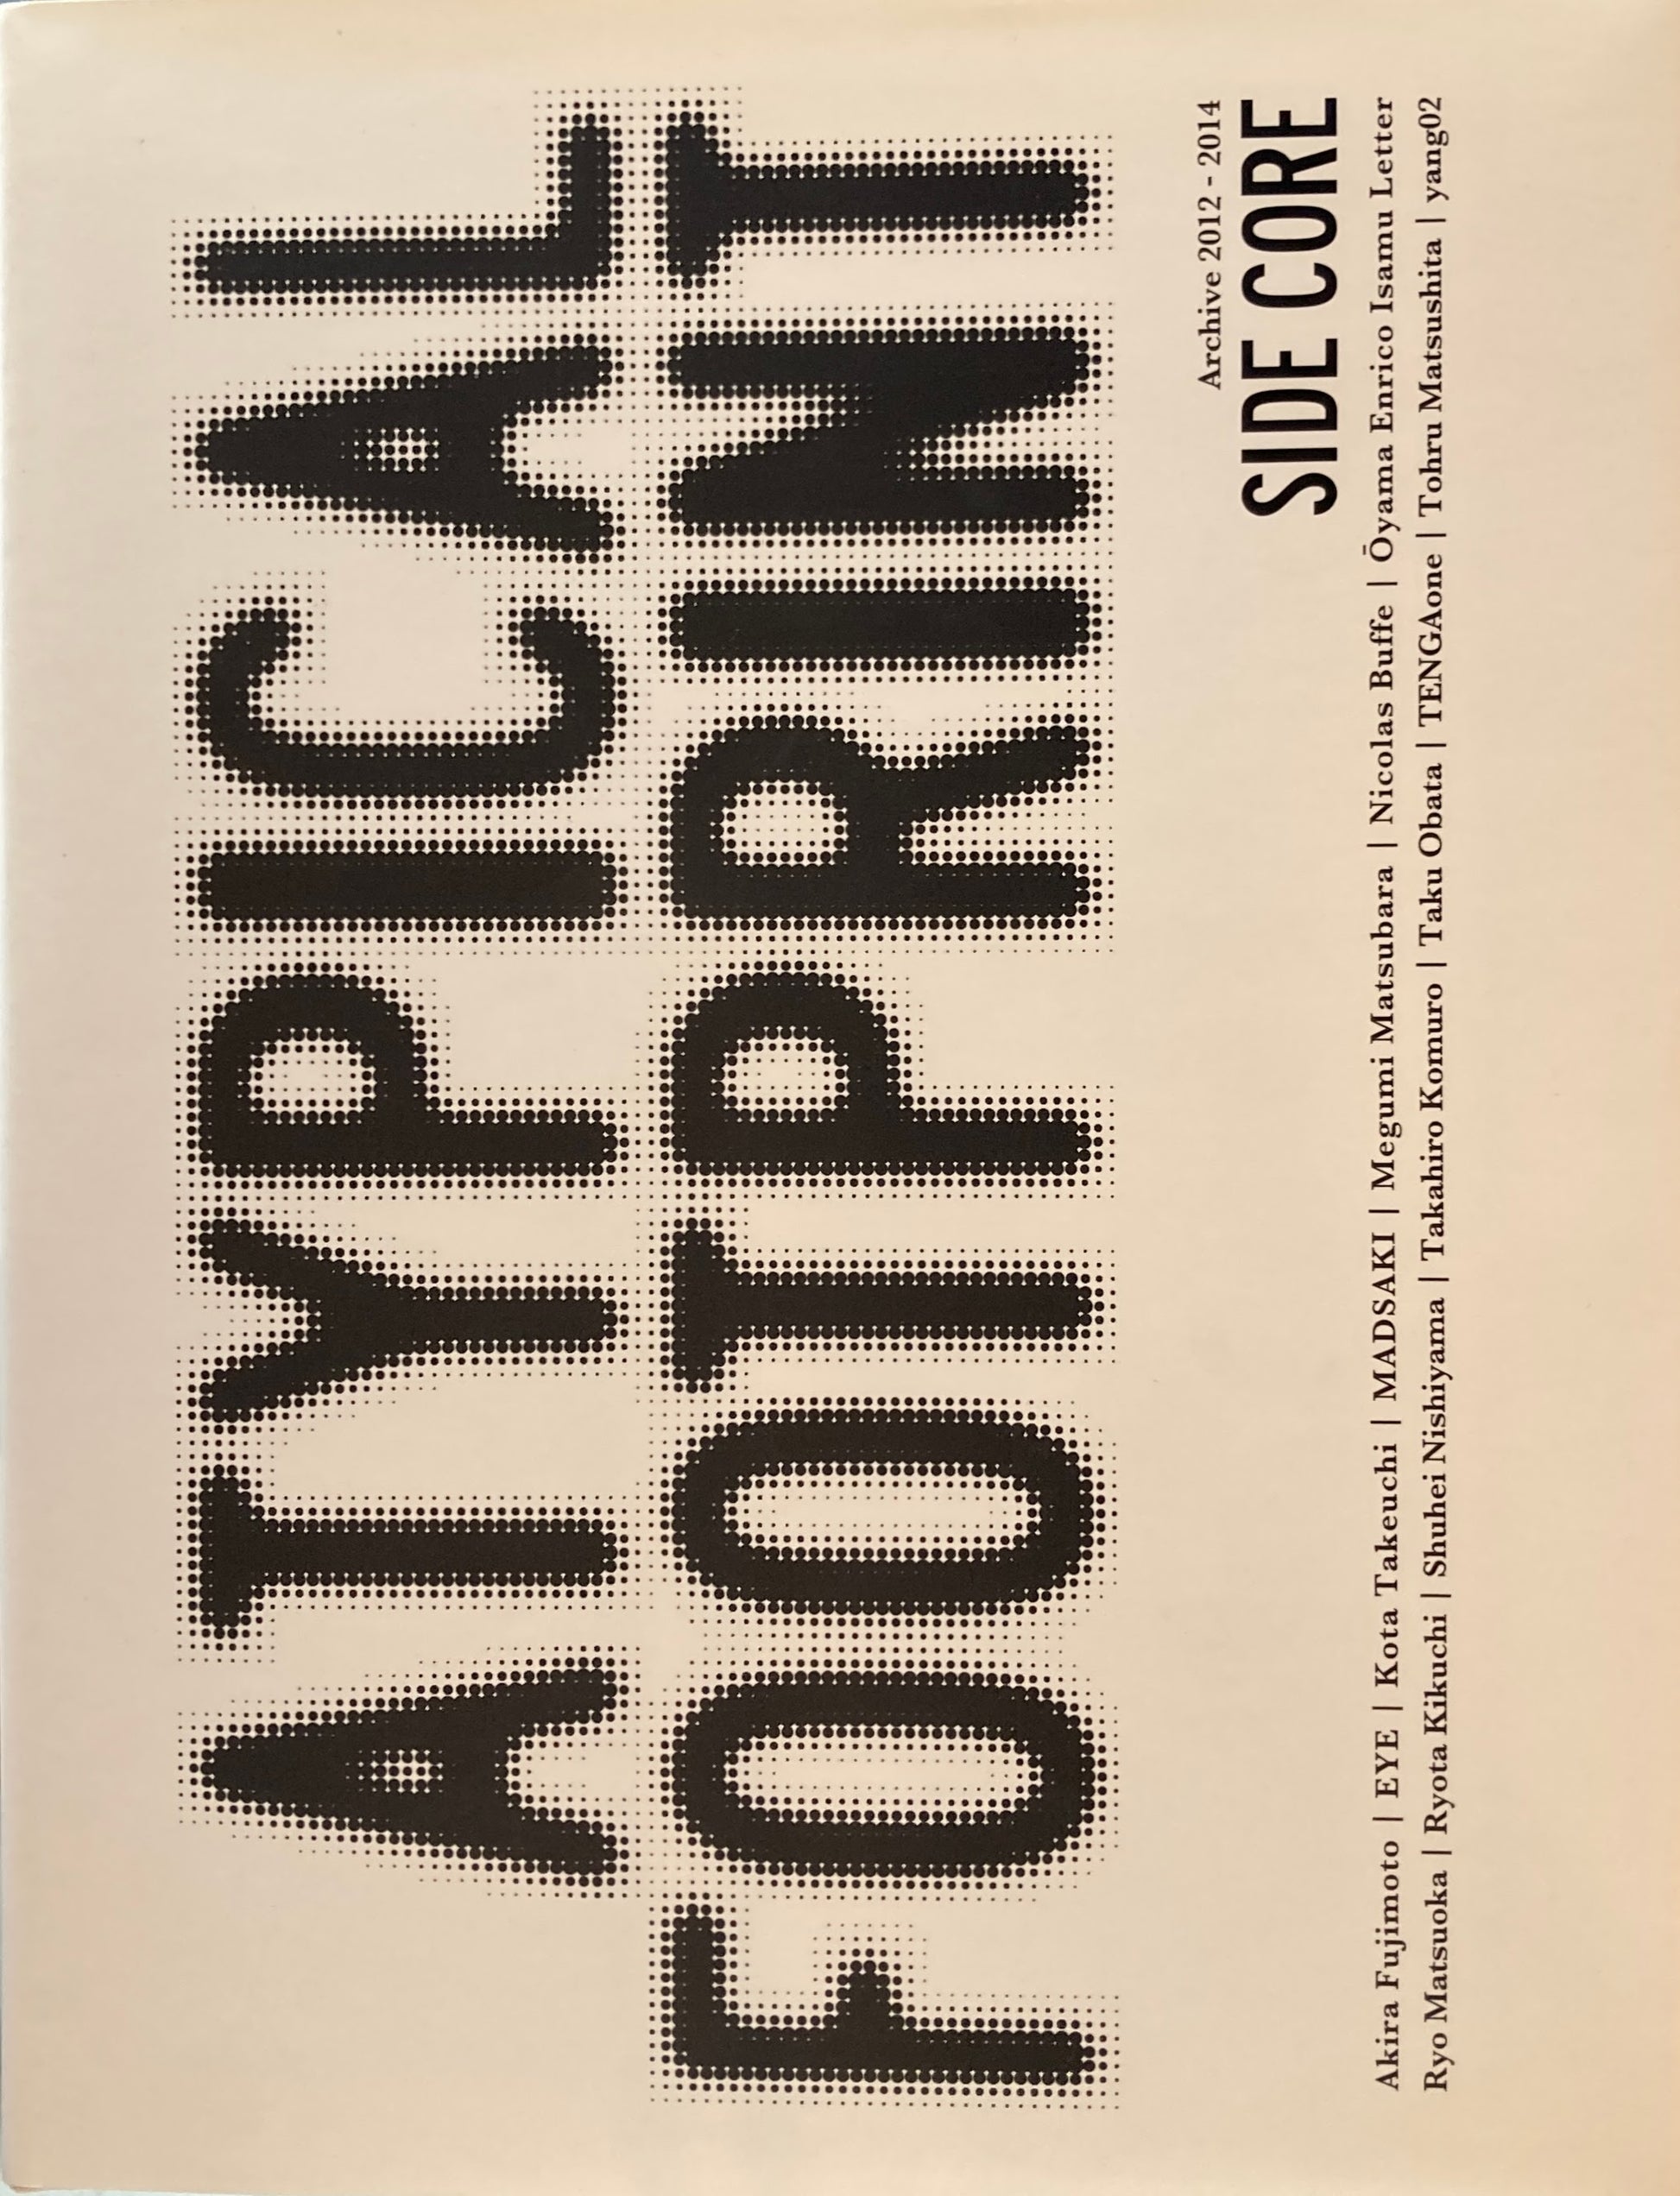 ATYPICAL
FOOTPRINT
Archive 2012 - 2014
SIDE CORE
Akira Fujimoto | EYE | Kota Takeuchi | MADSAKI | Megumi Matsubara | Nicolas Buffe | Ōyama Enrico Isamu Letter
Ryo Matsuoka | Ryota Kikuchi | Shuhei Nishiyama | Takahiro Komuro | Taku Obata | TENGAone | Tohru Matsushita | yang02